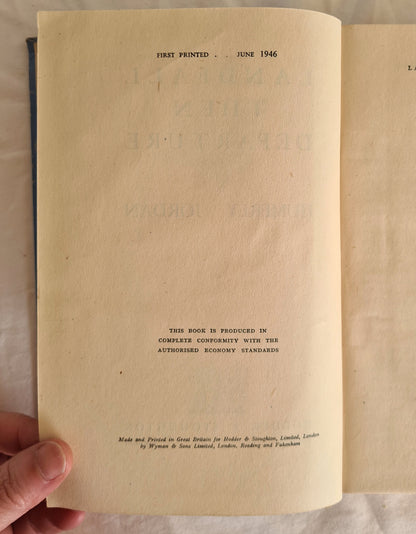 FIRST PRINTED . . JUNE 1946
THIS BOOK IS PRODUCED IN
COMPLETE CONFORMITY WITH THE
AUTHORISED ECONOMY STANDARDS
Made and Printed in Great Britain for Hodder & Stoughton, Limited, London
by Wyman & Sons Limited, London, Reading and Fakenham